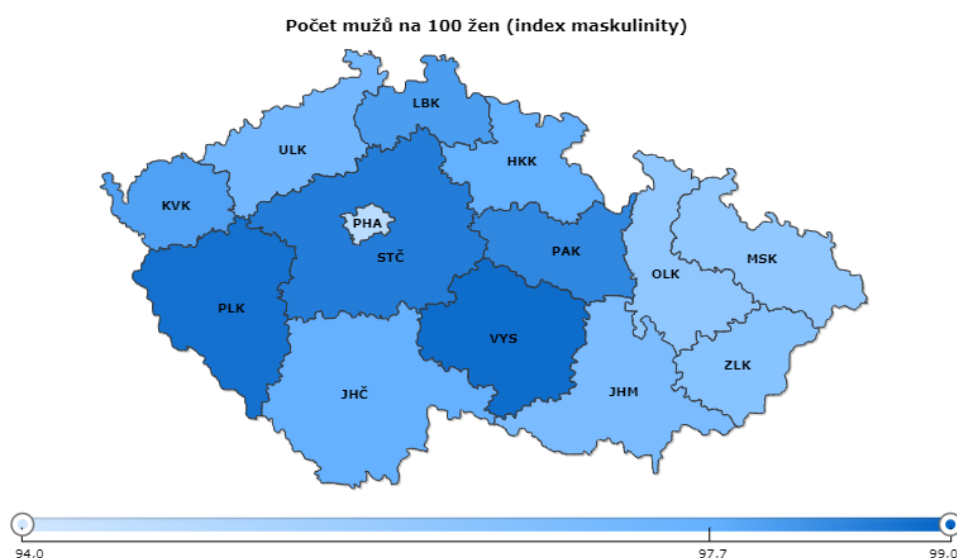 Počet mužů na 100 žen (index maskulinity)
LBK
ULK
HKK
KVK
PHA
STČ
PAK
MSK
OLK
PLK
VYS
ZLK
JHČ
JHM
94.0
97.7
99.0